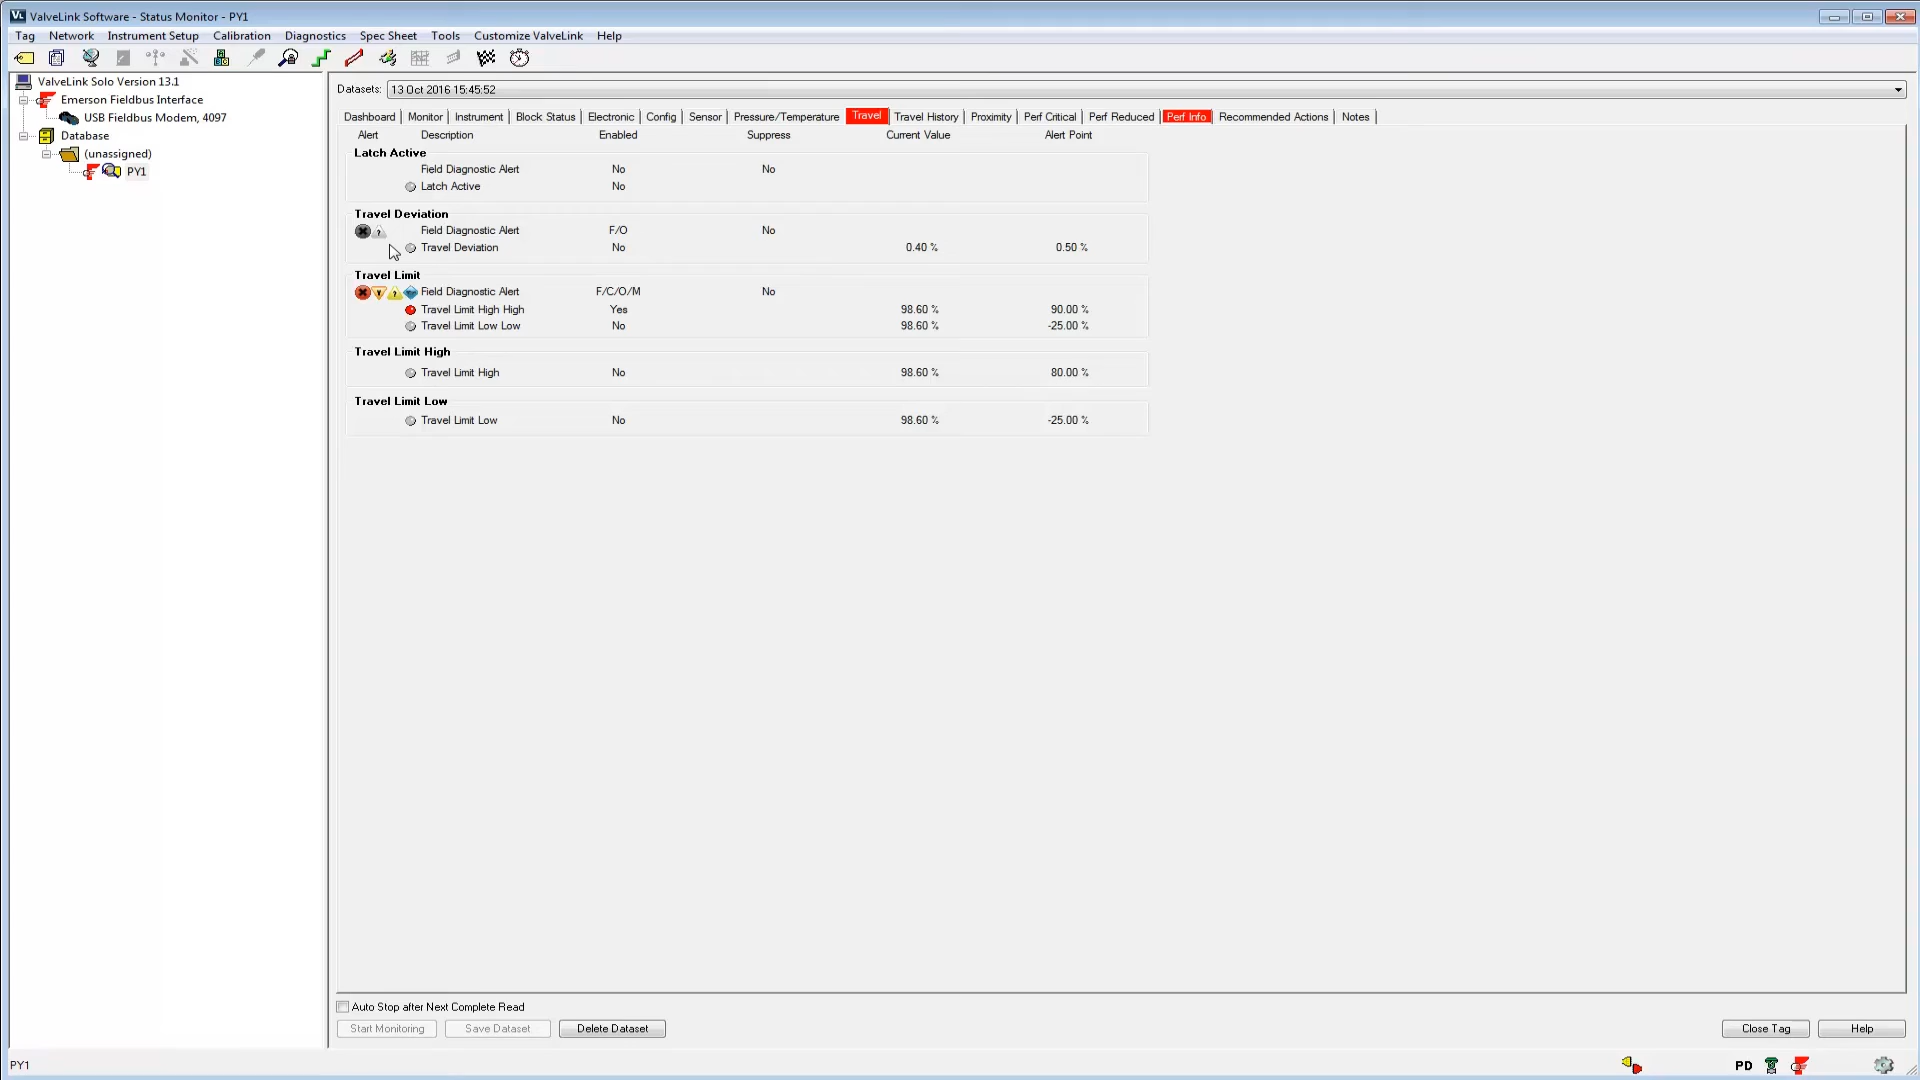 ValveLink Software - Status Monitor - PY1
Tag Network Instrument Setup Calibration Diagnostics Spec Sheet Tools Customize ValveLink Help
ValveLink Solo Version 13.1
Emerson Fieldbus Interface
USB Fieldbus Modem, 4097
Database
(unassigned)
PY1
Datasets: 13 Oct 2016 15:45:52
Dashboard Monitor Instrument Block Status Electronic Config Sensor Pressure/Temperature Travel Travel History Proximity Perf Critical Perf Reduced Perf Info Recommended Actions Notes
Alert Description Enabled Suppress Current Value Alert Point
Latch Active
Field Diagnostic Alert No No
Latch Active No
Travel Deviation
Field Diagnostic Alert F/O No
Travel Deviation No 0.40 % 0.50 %
Travel Limit
Field Diagnostic Alert F/C/O/M No
Travel Limit High High Yes 98.60 % 90.00 %
Travel Limit Low Low No 98.60 % -25.00 %
Travel Limit High
Travel Limit High No 98.60 % 80.00 %
Travel Limit Low
Travel Limit Low No 98.60 % -25.00 %
Auto Stop after Next Complete Read
Start Monitoring Save Dataset Delete Dataset Close Tag Help
PY1 PD